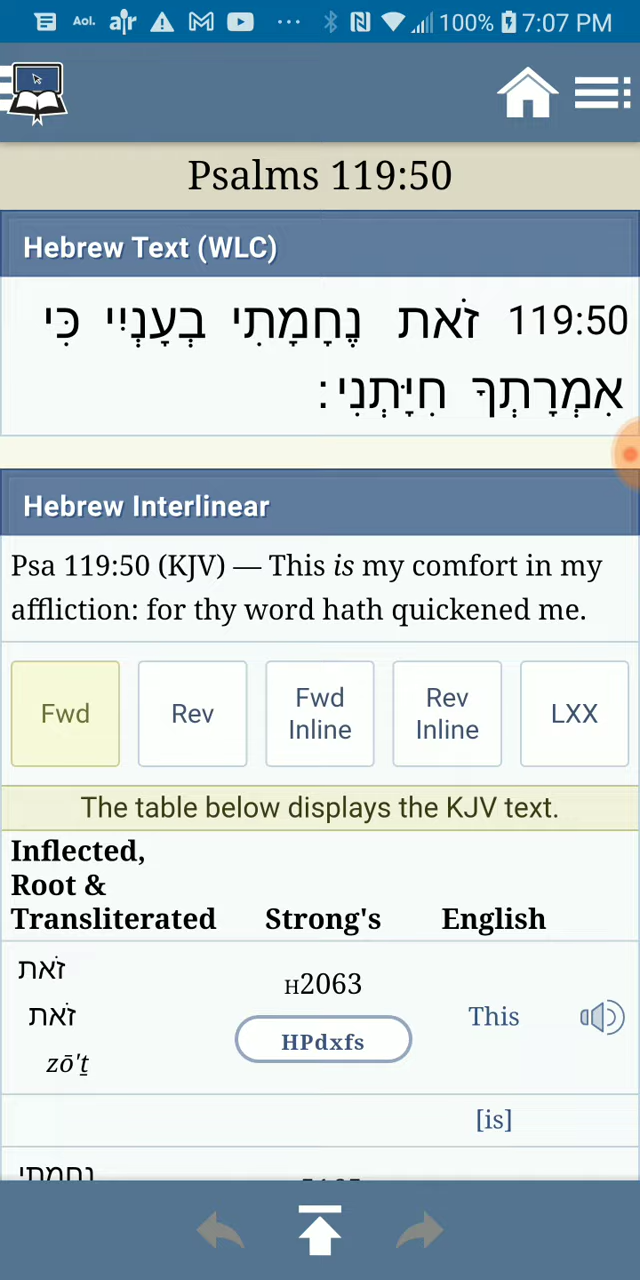 Aol. 100% 7:07 PM
Psalms 119:50
Hebrew Text (WLC)
119:50 זֹאת נֶחָמָתִי בְעָנְיִי כִּי
אִמְרָתְךָ חִיָּתְנִי׃
Hebrew Interlinear
Psa 119:50 (KJV) — This is my comfort in my
affliction: for thy word hath quickened me.
Fwd
Rev
Fwd
Inline
Rev
Inline
LXX
The table below displays the KJV text.
Inflected,
Root &
Transliterated Strong's English
זֹאת
H2063
זֹאת
This
HPdxfs
zō'ṯ
[is]
נחמתי